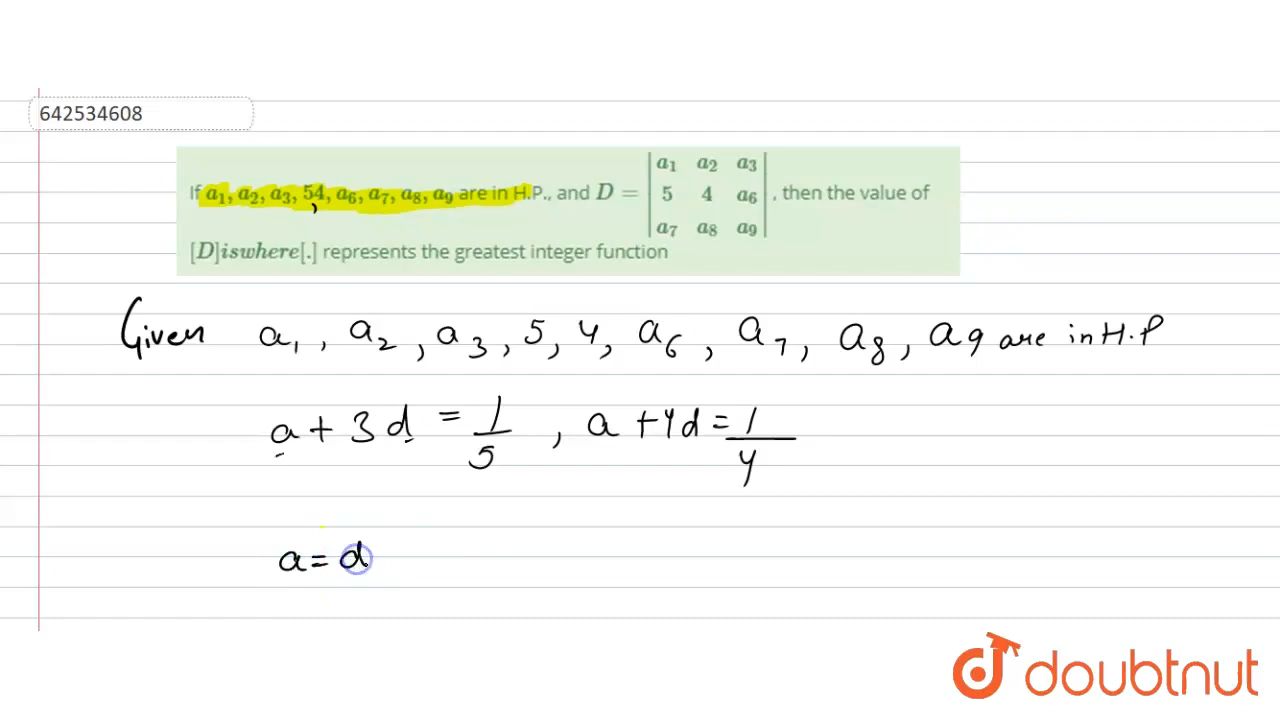 642534608
If a₁, a₂, a₃, 54, a₆, a₇, a₈, a₉ are in H.P., and D = | a₁ a₂ a₃ |
| 5 4 a₆ | , then the value of
| a₇ a₈ a₉ |
[D]iswhere[.] represents the greatest integer function
Given a₁, a₂, a₃, 5, 4, a₆, a₇, a₈, a₉ are in H.P
a + 3d = 1/5 , a + 4d = 1/4
a = d
doubtnut